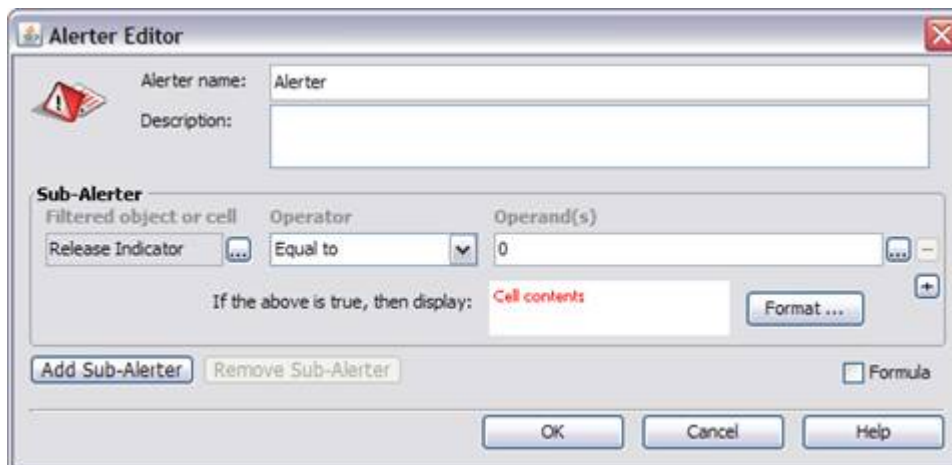 Alerter Editor
Alerter name: Alerter
Description:
Sub-Alerter
Filtered object or cell Operator Operand(s)
Release Indicator ... Equal to 0 ... −
+
If the above is true, then display: Cell contents Format ...
Add Sub-Alerter Remove Sub-Alerter Formula
OK Cancel Help